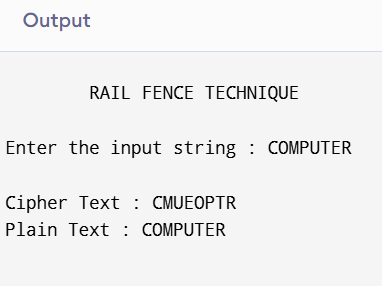 Output
RAIL FENCE TECHNIQUE
Enter the input string : COMPUTER
Cipher Text : CMUEOPTR
Plain Text : COMPUTER